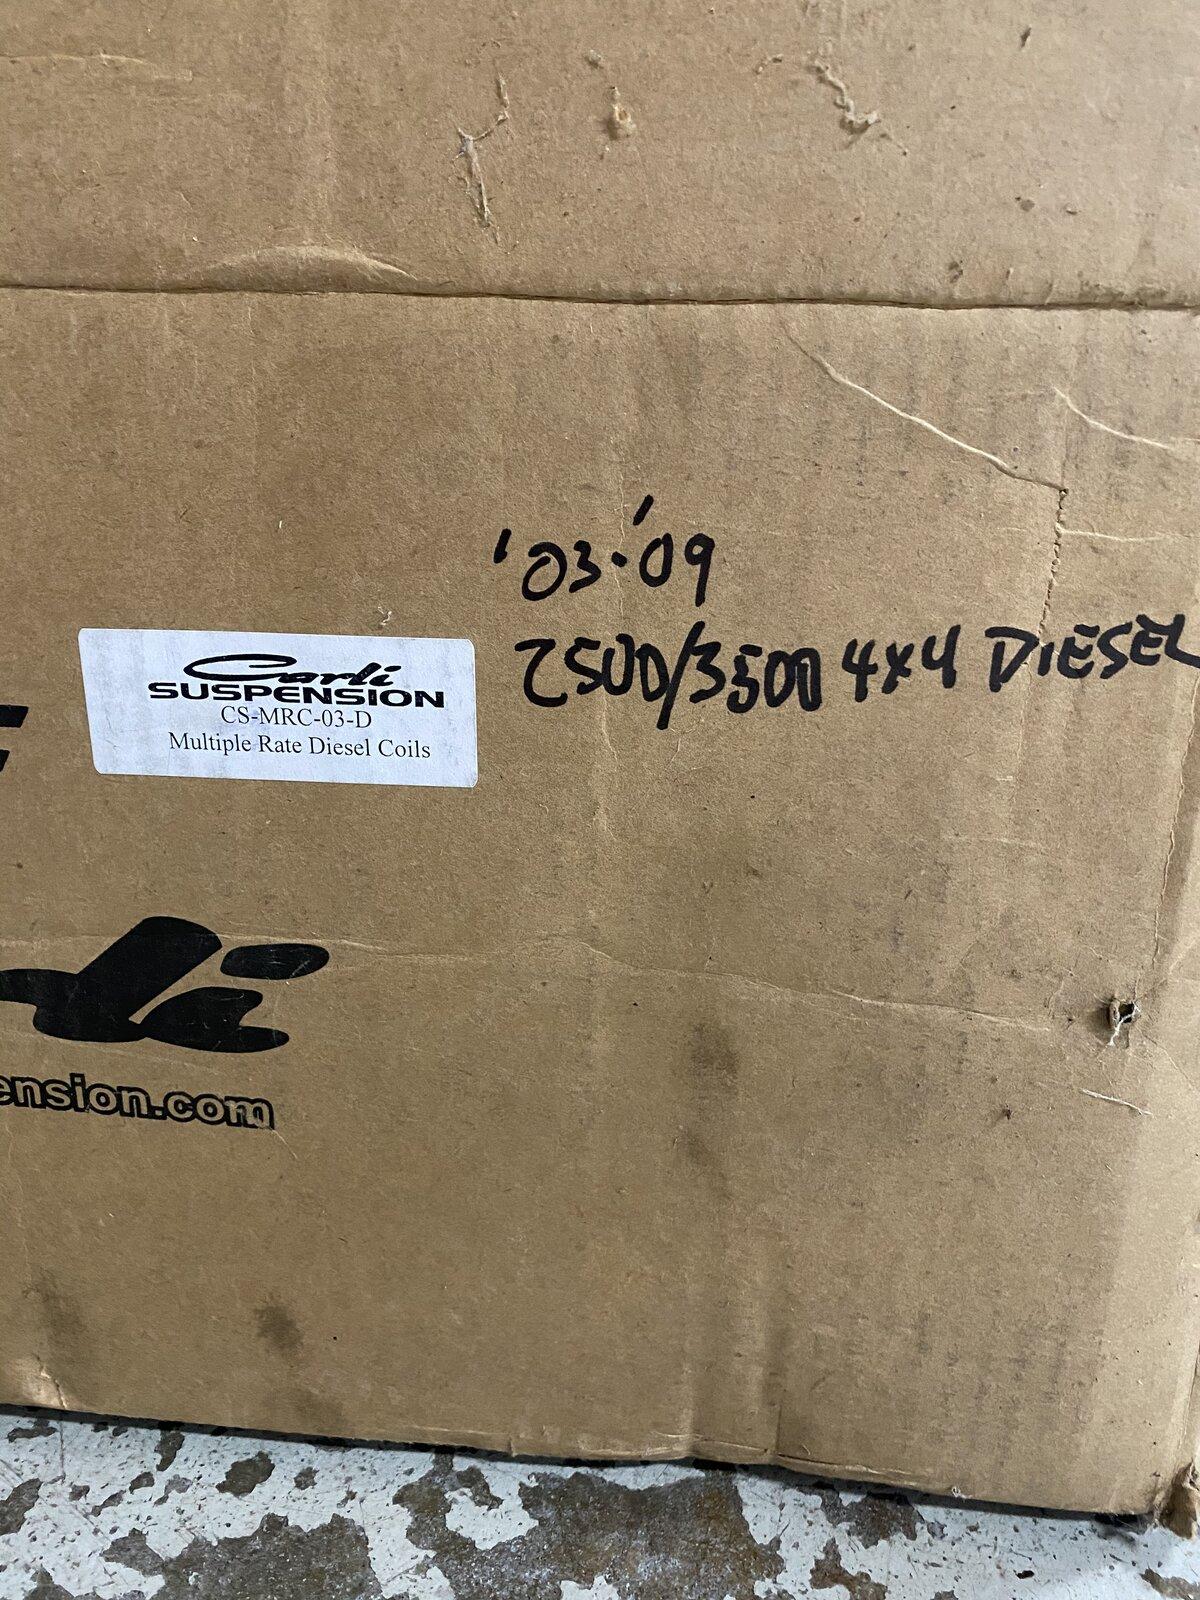 '03-'09
2500/3500 4x4 DIESEL
Carli
SUSPENSION
CS-MRC-03-D
Multiple Rate Diesel Coils
ension.com